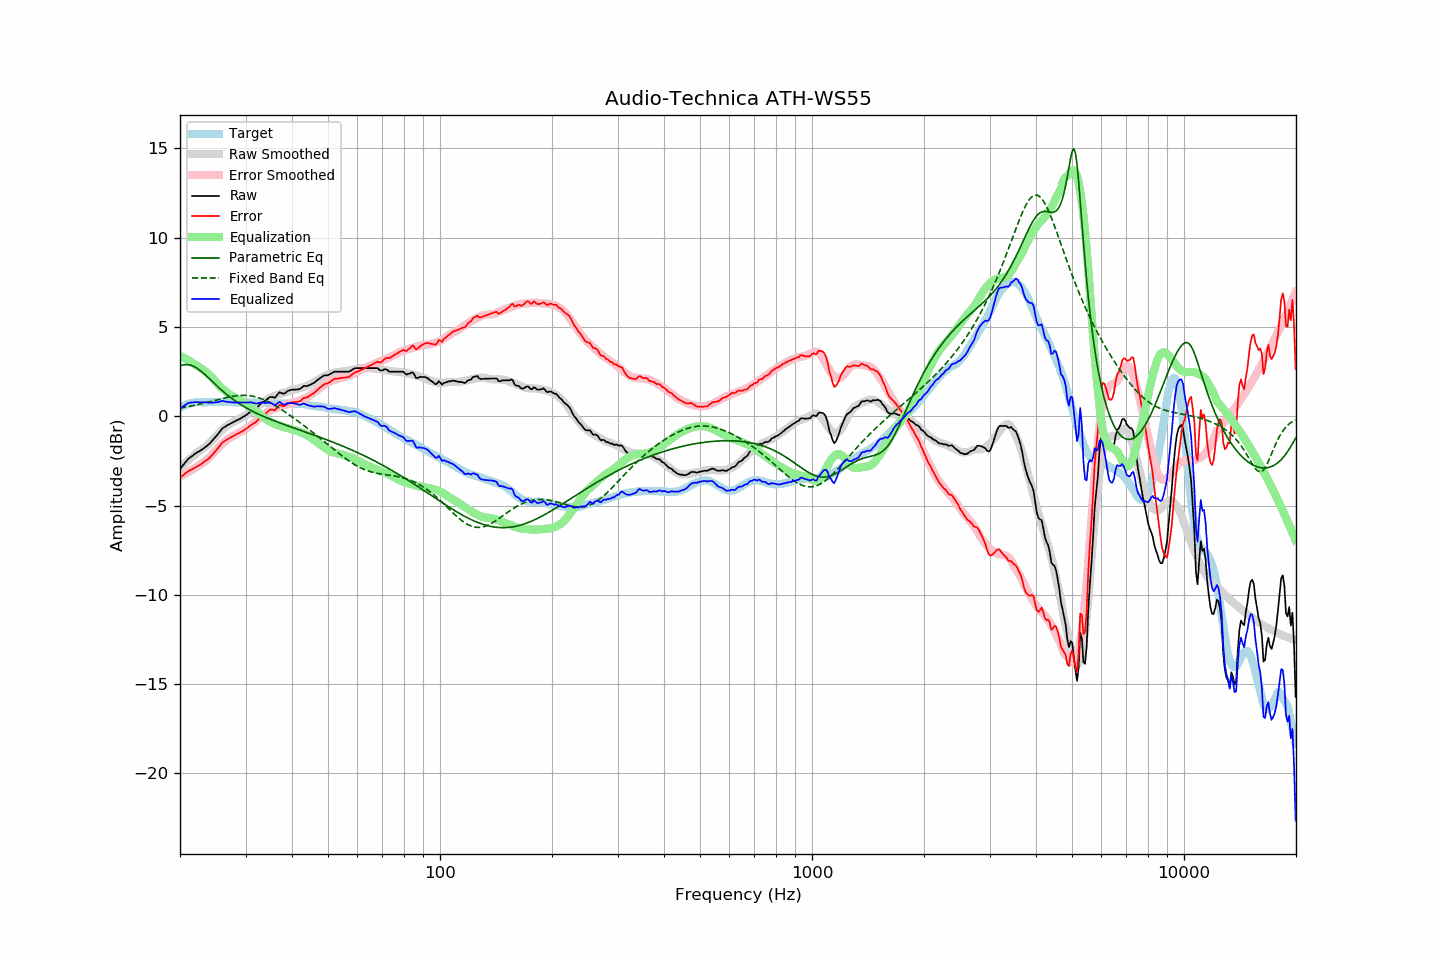 Audio-Technica ATH-WS55
Target
Raw Smoothed
Error Smoothed
Raw
Error
Equalization
Parametric Eq
Fixed Band Eq
Equalized
15
10
5
0
−5
−10
−15
−20
Amplitude (dBr)
100
1000
10000
Frequency (Hz)